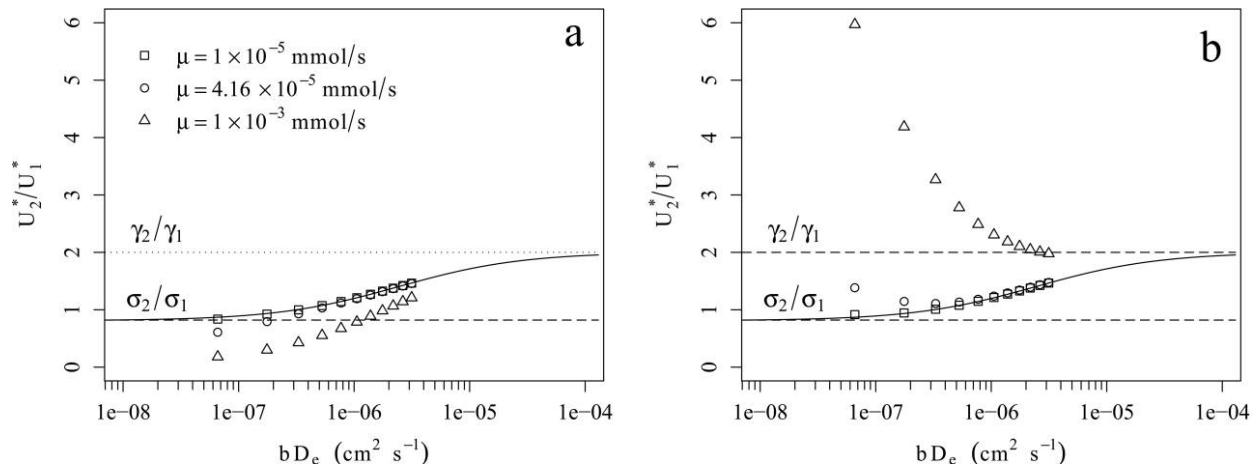 a
6
5
4
3
2
1
0
U₂*/U₁*
□ μ = 1 × 10⁻⁵ mmol/s
○ μ = 4.16 × 10⁻⁵ mmol/s
△ μ = 1 × 10⁻³ mmol/s
γ₂/γ₁
σ₂/σ₁
1e−08 1e−07 1e−06 1e−05 1e−04
b Dₑ (cm² s⁻¹)
b
6
5
4
3
2
1
0
U₂*/U₁*
γ₂/γ₁
σ₂/σ₁
1e−08 1e−07 1e−06 1e−05 1e−04
b Dₑ (cm² s⁻¹)